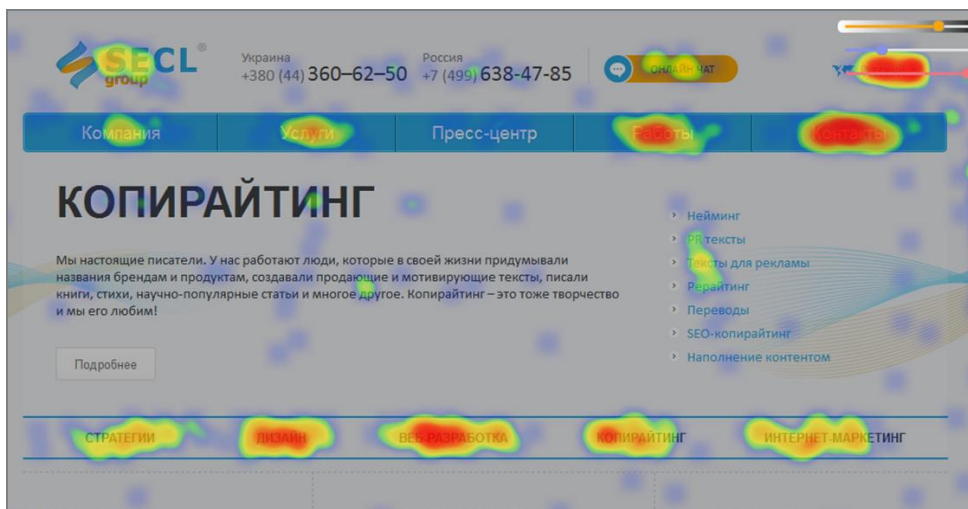 SECL®
group
Украина
+380 (44) 360–62–50
Россия
+7 (499) 638-47-85
ОНЛАЙН ЧАТ
Компания
Услуги
Пресс-центр
Работы
Контакты
КОПИРАЙТИНГ
Мы настоящие писатели. У нас работают люди, которые в своей жизни придумывали
названия брендам и продуктам, создавали продающие и мотивирующие тексты, писали
книги, стихи, научно-популярные статьи и многое другое. Копирайтинг – это тоже творчество
и мы его любим!
Подробнее
Нейминг
PR тексты
Тексты для рекламы
Рерайтинг
Переводы
SEO-копирайтинг
Наполнение контентом
СТРАТЕГИИ
ДИЗАЙН
ВЕБ-РАЗРАБОТКА
КОПИРАЙТИНГ
ИНТЕРНЕТ-МАРКЕТИНГ